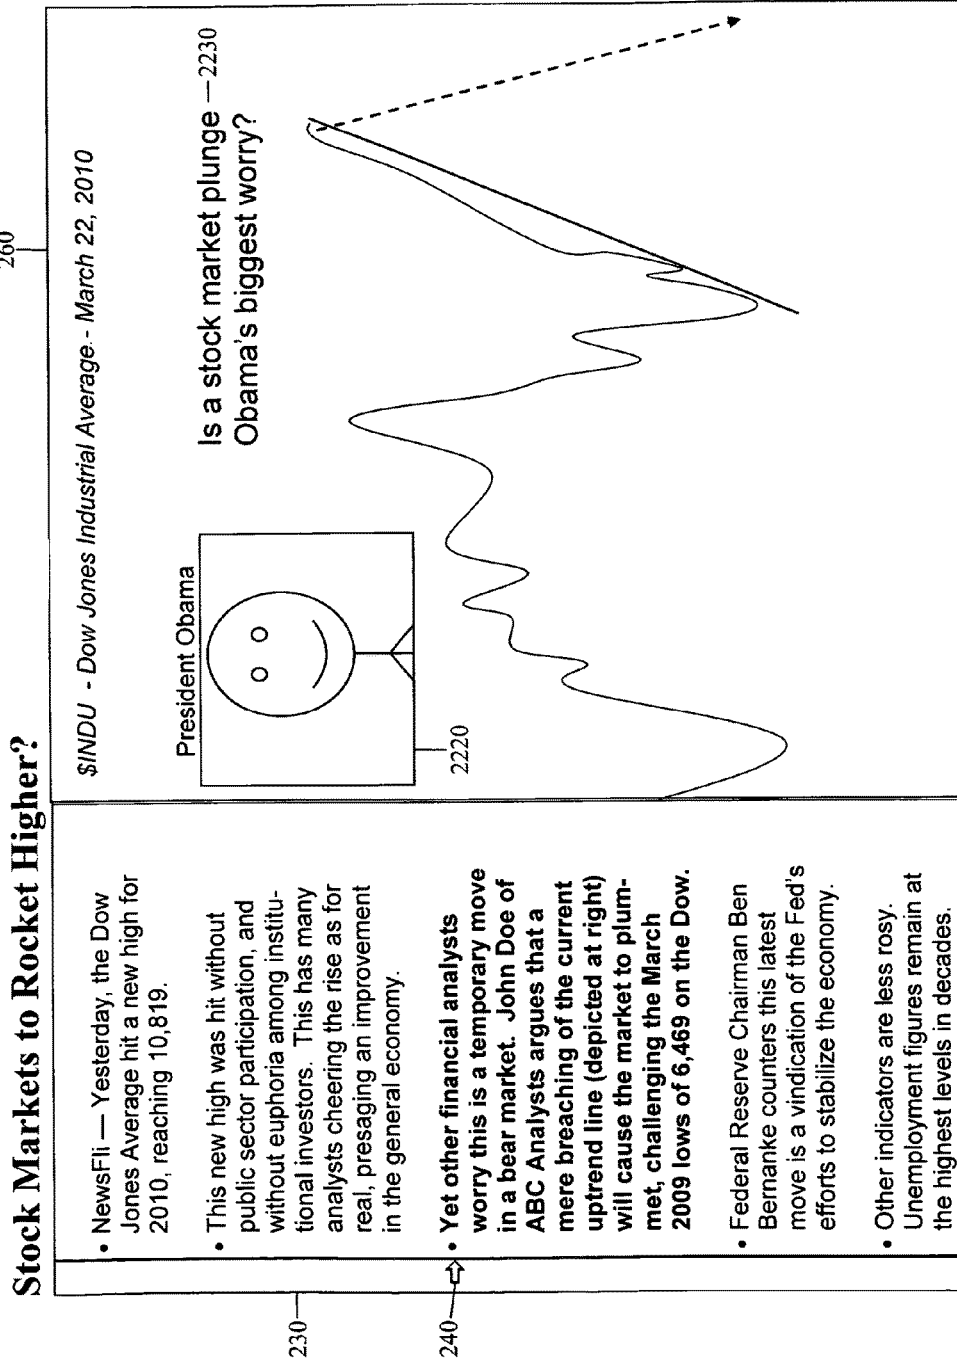 Stock Markets to Rocket Higher?
260
230
240
• NewsFli — Yesterday, the Dow
Jones Average hit a new high for
2010, reaching 10,819.
• This new high was hit without
public sector participation, and
without euphoria among institu-
tional investors. This has many
analysts cheering the rise as for
real, presaging an improvement
in the general economy.
• Yet other financial analysts
worry this is a temporary move
in a bear market. John Doe of
ABC Analysts argues that a
mere breaching of the current
uptrend line (depicted at right)
will cause the market to plum-
met, challenging the March
2009 lows of 6,469 on the Dow.
• Federal Reserve Chairman Ben
Bernanke counters this latest
move is a vindication of the Fed's
efforts to stabilize the economy.
• Other indicators are less rosy.
Unemployment figures remain at
the highest levels in decades.
$INDU - Dow Jones Industrial Average - March 22, 2010
President Obama
2220
Is a stock market plunge
Obama's biggest worry?
2230